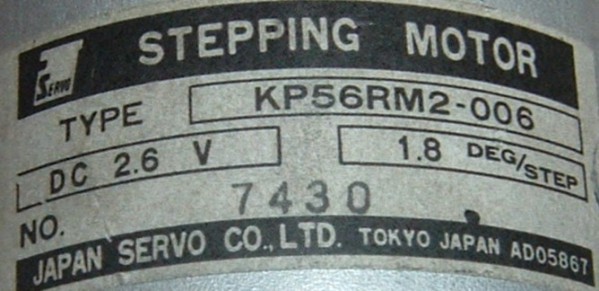 SERVO
STEPPING MOTOR
TYPE KP56RM2-006
DC 2.6 V 1.8 DEG/STEP
NO. 7430
JAPAN SERVO CO., LTD. TOKYO JAPAN AD05867